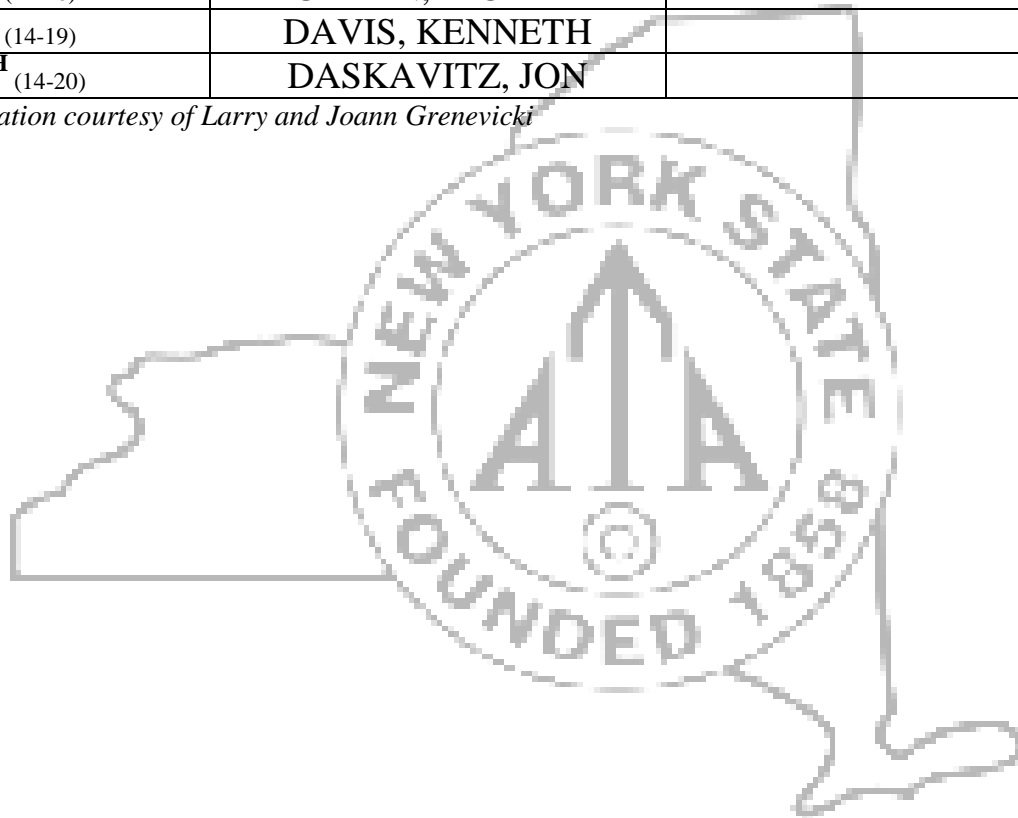 (14-19) DAVIS, KENNETH
H (14-20) DASKAVITZ, JON
ation courtesy of Larry and Joann Grenevicki
NEW YORK STATE
ATA
©
FOUNDED 1858